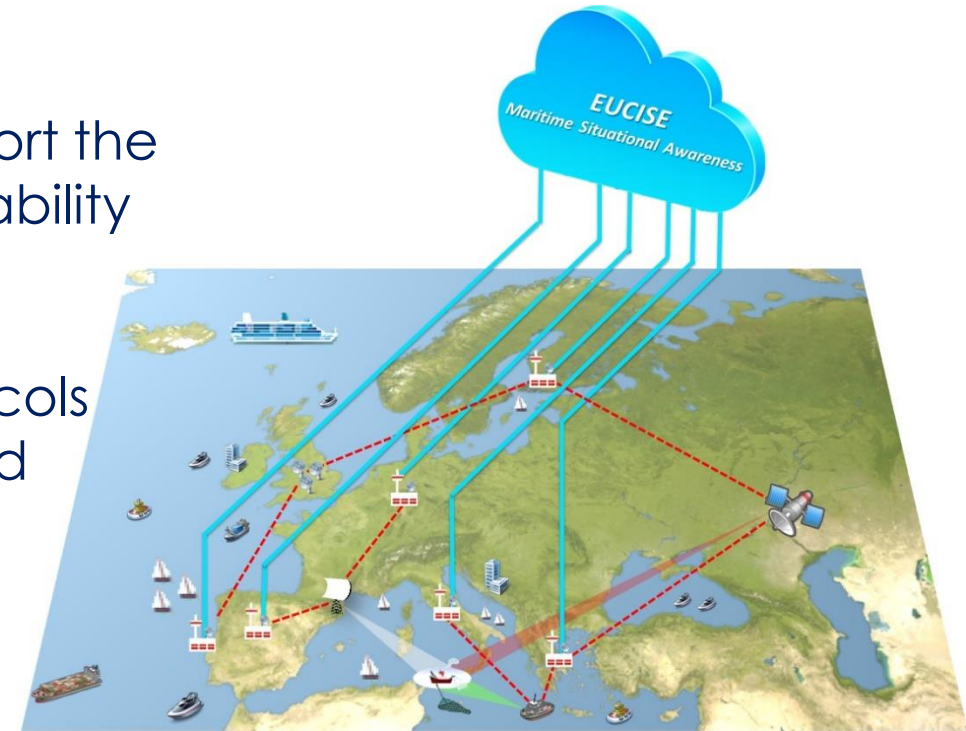 ort the
ability
cols
d
EUCISE
Maritime Situational Awareness